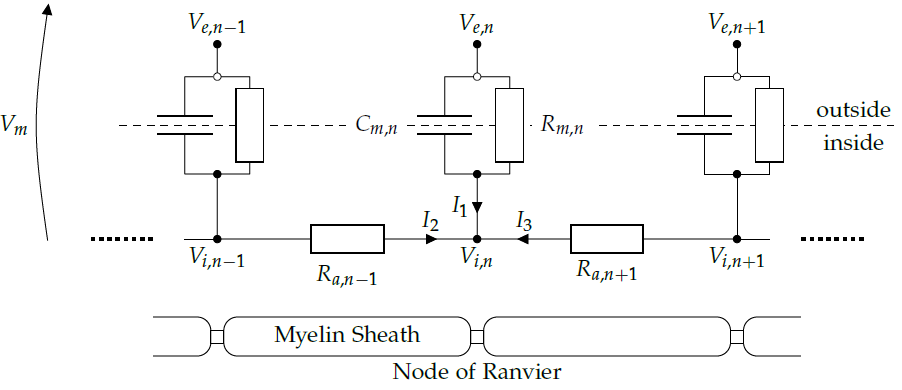 V_{e,n−1} V_{e,n} V_{e,n+1}
V_m C_{m,n} R_{m,n} outside
inside
I_1
I_2 I_3
V_{i,n−1} V_{i,n} V_{i,n+1}
R_{a,n−1} R_{a,n+1}
Myelin Sheath
Node of Ranvier